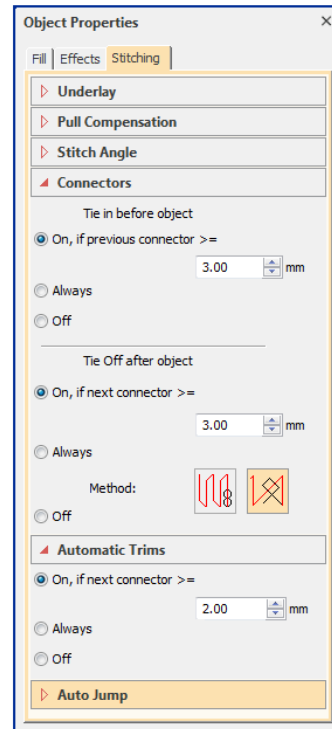 Object Properties
Fill Effects Stitching
Underlay
Pull Compensation
Stitch Angle
Connectors
Tie in before object
On, if previous connector >=
3.00 mm
Always
Off
Tie Off after object
On, if next connector >=
3.00 mm
Always
Method:
Off
Automatic Trims
On, if next connector >=
2.00 mm
Always
Off
Auto Jump